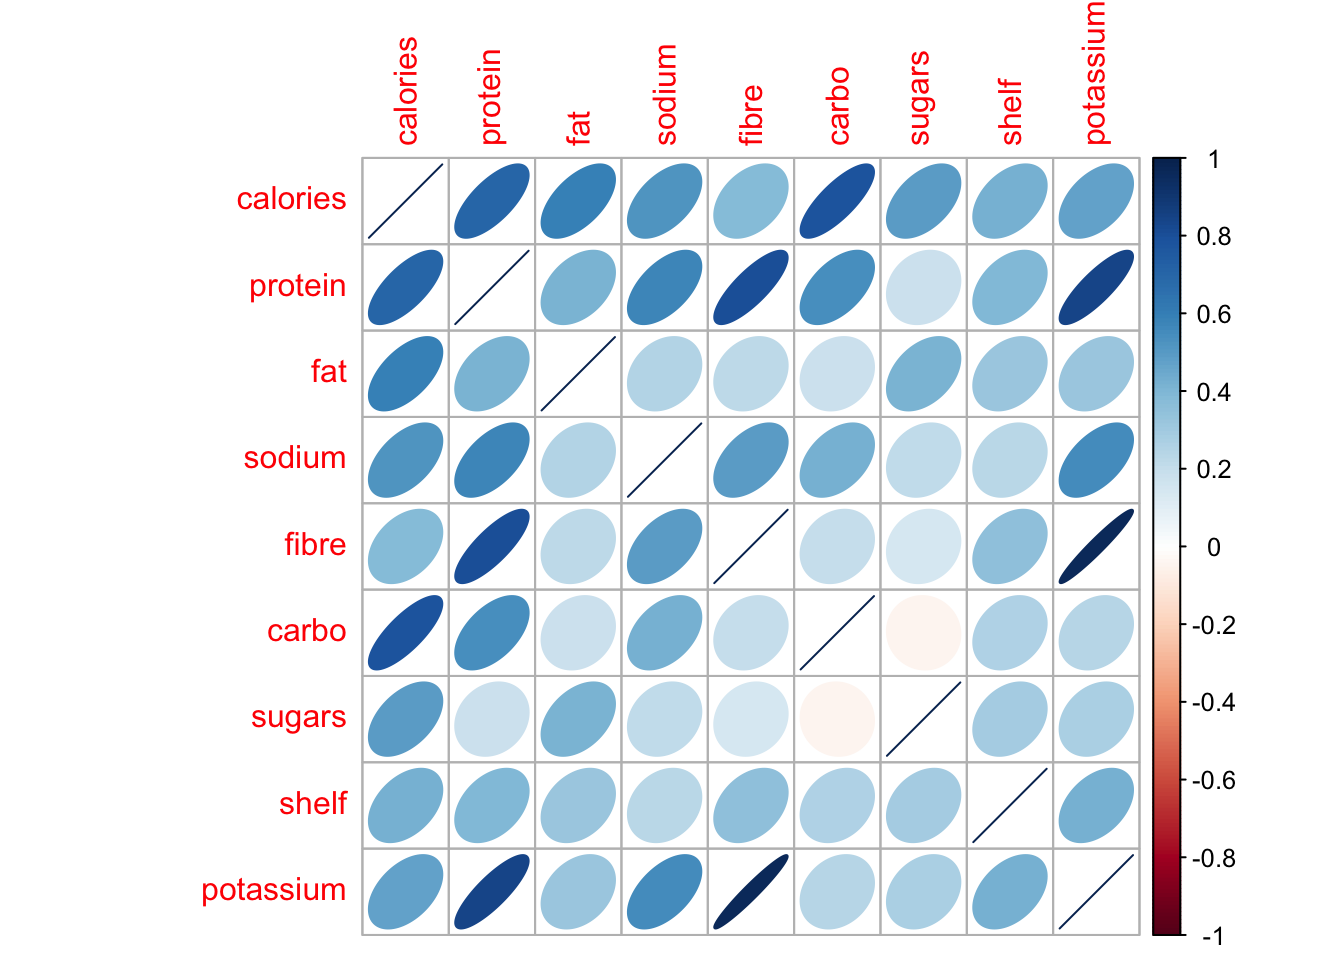 calories
protein
fat
sodium
fibre
carbo
sugars
shelf
potassium
calories
protein
fat
sodium
fibre
carbo
sugars
shelf
potassium
1
0.8
0.6
0.4
0.2
0
-0.2
-0.4
-0.6
-0.8
-1